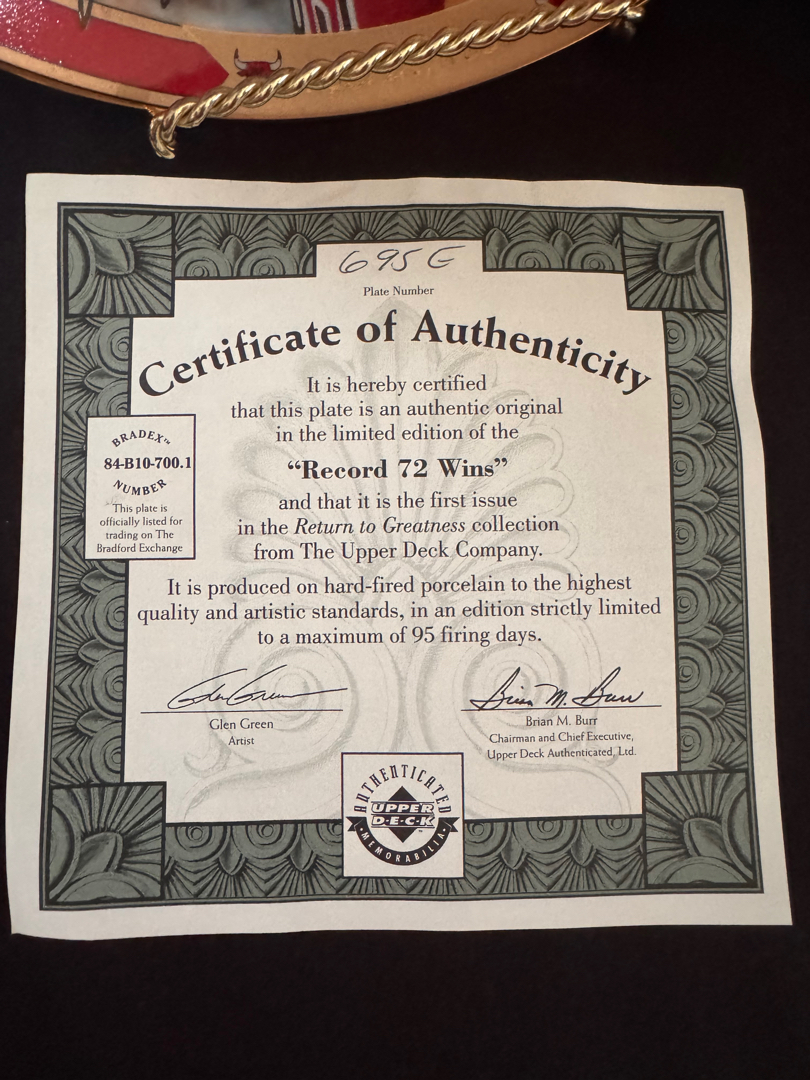 695 E
Plate Number
Certificate of Authenticity
It is hereby certified
that this plate is an authentic original
in the limited edition of the
“Record 72 Wins”
and that it is the first issue
in the Return to Greatness collection
from The Upper Deck Company.
BRADEX™
84-B10-700.1
NUMBER
This plate is
officially listed for
trading on The
Bradford Exchange
It is produced on hard-fired porcelain to the highest
quality and artistic standards, in an edition strictly limited
to a maximum of 95 firing days.
Glen Green
Glen Green
Artist
Brian M. Burr
Brian M. Burr
Chairman and Chief Executive,
Upper Deck Authenticated, Ltd.
AUTHENTICATED
UPPER
D·E·C·K
MEMORABILIA